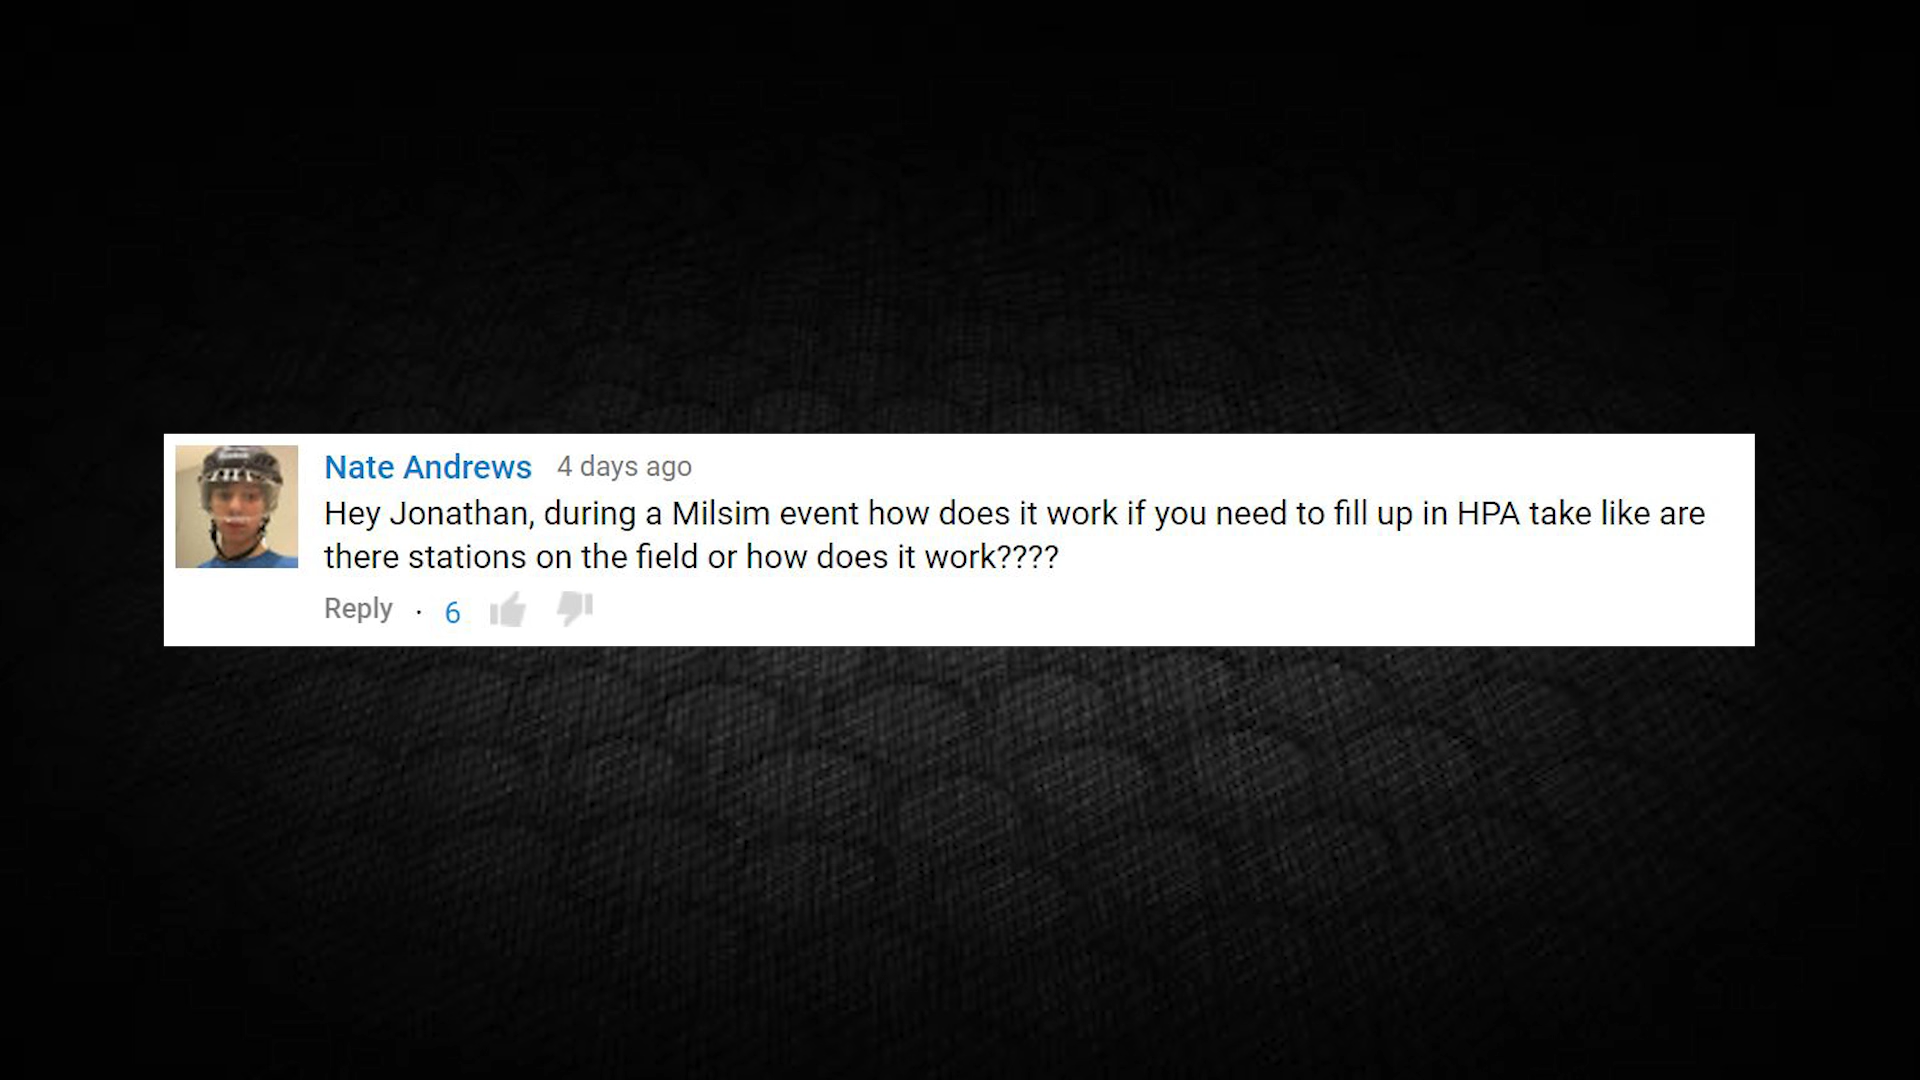 Nate Andrews 4 days ago
Hey Jonathan, during a Milsim event how does it work if you need to fill up in HPA take like are
there stations on the field or how does it work????
Reply · 6